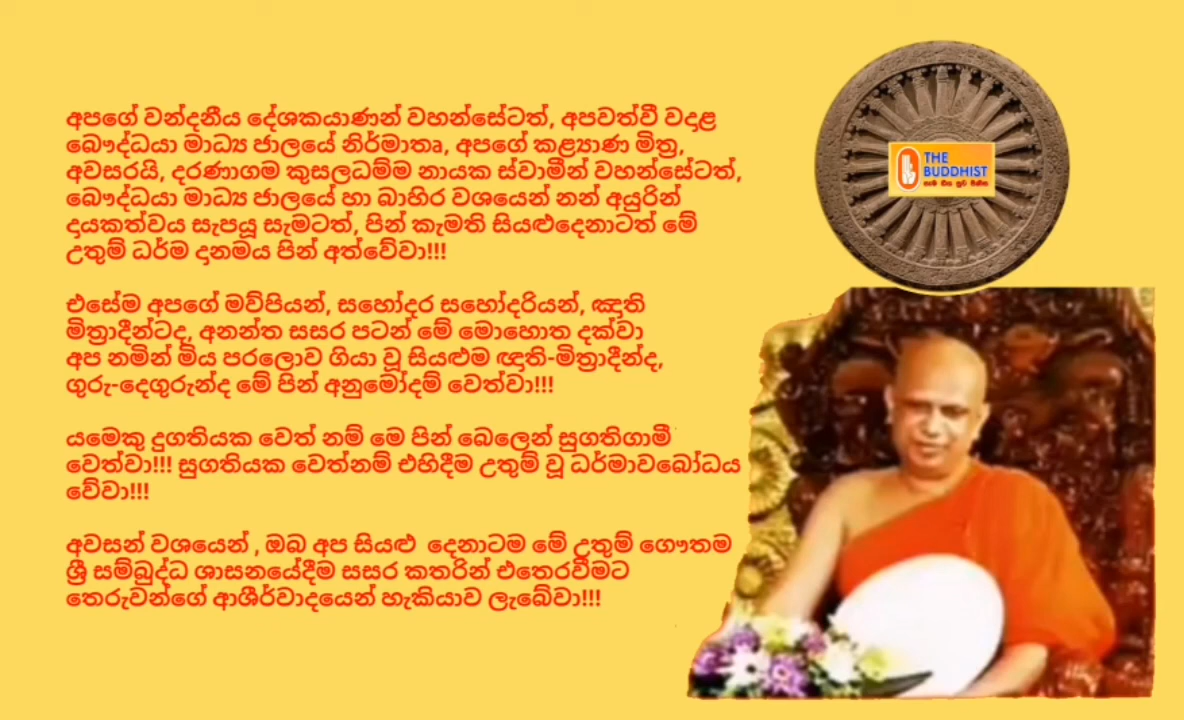 අපගේ වන්දනීය දේශකයාණන් වහන්සේටත්, අපවත්වී වදාළ
බෞද්ධයා මාධ්‍ය ජාලයේ නිර්මාතෘ, අපගේ කළ්‍යාණ මිත්‍ර,
අවසරයි, දරණාගම කුසලධම්ම නායක ස්වාමීන් වහන්සේටත්,
බෞද්ධයා මාධ්‍ය ජාලයේ හා බාහිර වශයෙන් නන් අයුරින්
දයකත්වය සැපයූ සැමටත්, පින් කැමති සියළුදෙනාටත් මේ
උතුම් ධර්ම දානමය පින් අත්වේවා!!!
එසේම අපගේ මව්පියන්, සහෝදර සහෝදරියන්, ඤාති
මිත්‍රාදීන්ටද, අනන්ත සසර පටන් මේ මොහොත දක්වා
අප නමින් මිය පරලොව ගියා වූ සියළුම ඥාති-මිත්‍රාදීන්ද,
ගුරු-දෙගුරුන්ද මේ පින් අනුමෝදම් වෙත්වා!!!
යමෙකු දුගතියක වෙත් නම් මෙ පින් බෙලෙන් සුගතිගාමී
වෙත්වා!!! සුගතියක වෙත්නම් එහිදීම උතුම් වූ ධර්මාවබෝධය
වේවා!!!
අවසන් වශයෙන් , ඔබ අප සියළු දෙනාටම මේ උතුම් ගෞතම
ශ්‍රී සම්බුද්ධ ශාසනයේදීම සසර කතරින් එතෙරවීමට
තෙරුවන්ගේ ආශීර්වාදයෙන් හැකියාව ලැබේවා!!!
THE
BUDDHIST